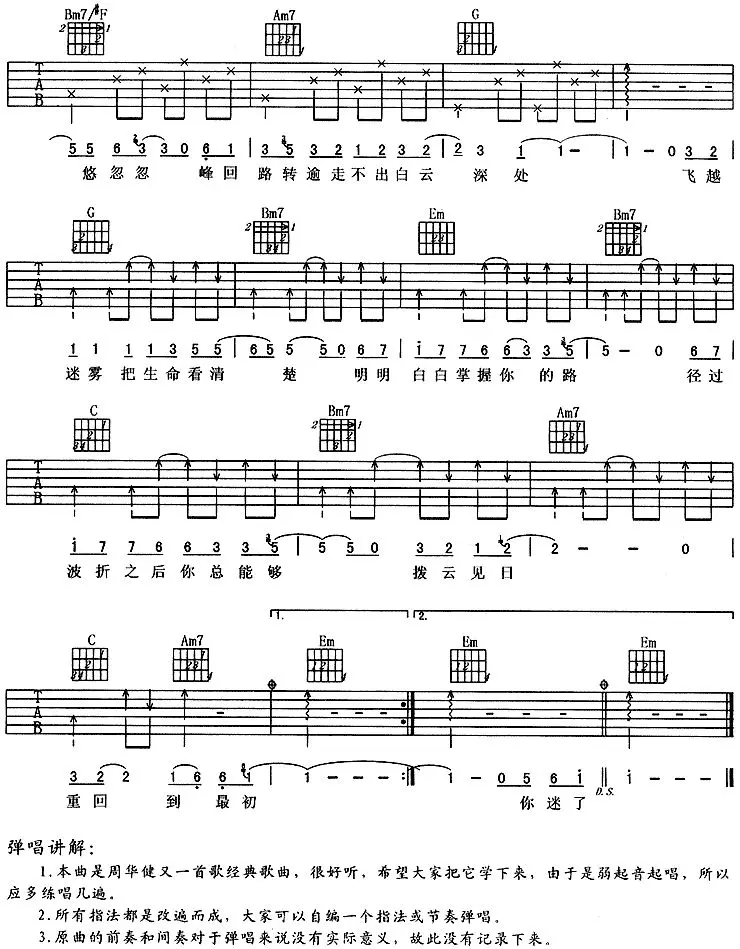 Bm7/#F Am7 G
T A B
5 5 6 3 3 0 6 1 | 3 5 3 2 1 2 3 2 | 2 3 1 1 - | 1 - 0 3 2
悠忽忽 峰回 路转逾走不出白云 深处 飞越
G Bm7 Em Bm7
T A B
1 1 1 1 3 5 5 | 6 5 5 5 0 6 7 | 1 7 7 6 6 3 3 5 | 5 - 0 6 7
迷雾 把生命看清 楚 明明 白白掌握你 的路 径过
C Bm7 Am7
T A B
1 7 7 6 6 3 3 5 | 5 5 0 3 2 1 2 | 2 - - 0
波折之后你总能够 拨云见日
1. 2.
C Am7 Em Em Em
T A B
3 2 2 1 6 6 1 | 1 - - - :| 1 - 0 5 6 1 || 1 - - -
重回 到 最初 你迷了 D.S.
弹唱讲解：
1.本曲是周华健又一首歌经典歌曲，很好听，希望大家把它学下来，由于是弱起音起唱，所以
应多练唱几遍。
2.所有指法都是改遍而成，大家可以自编一个指法或节奏弹唱。
3.原曲的前奏和间奏对于弹唱来说没有实际意义，故此没有记录下来。